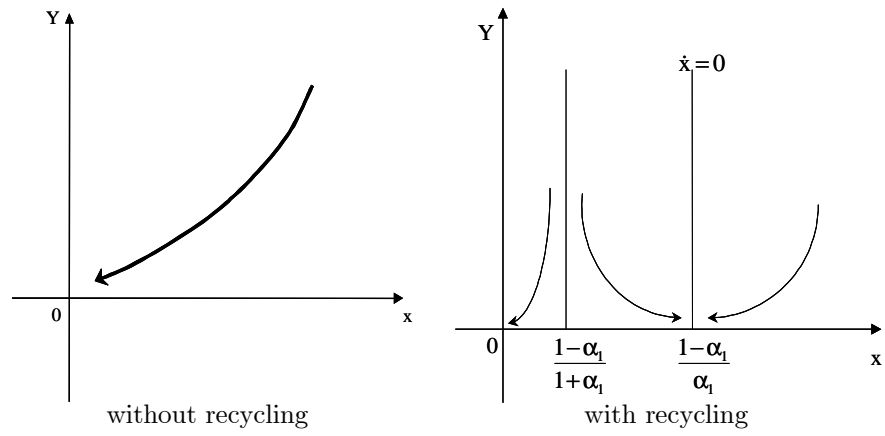 Y
0
x
without recycling
Y
ẋ=0
0
1−α₁
1+α₁
1−α₁
α₁
x
with recycling